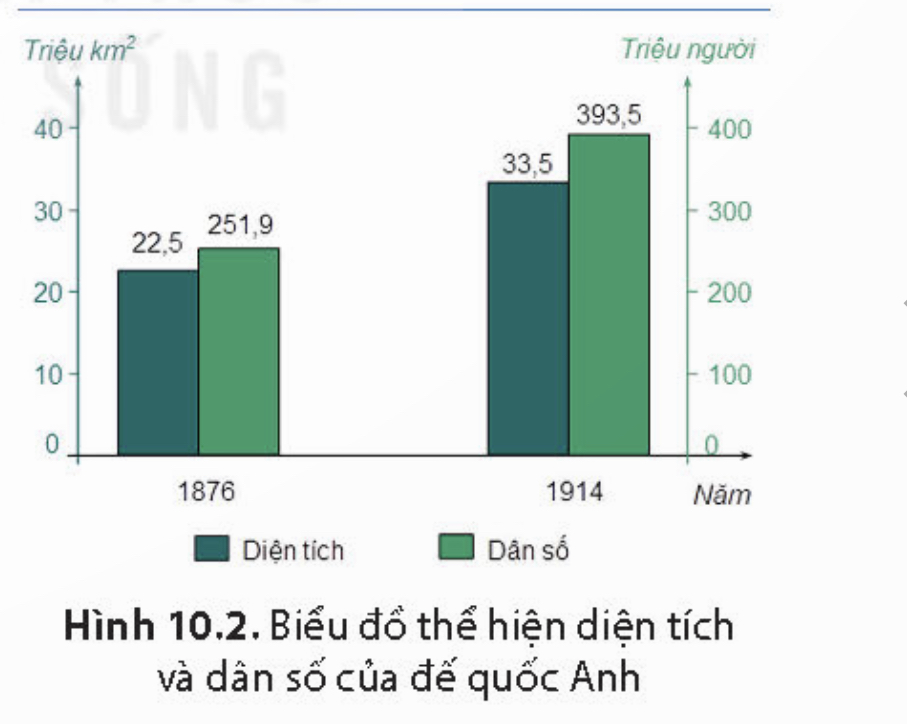 SỐNG
Triệu km²
Triệu người
40
30
20
10
0
22,5
251,9
33,5
393,5
400
300
200
100
0
1876
1914
Năm
Diện tích
Dân số
Hình 10.2. Biểu đồ thể hiện diện tích
và dân số của đế quốc Anh